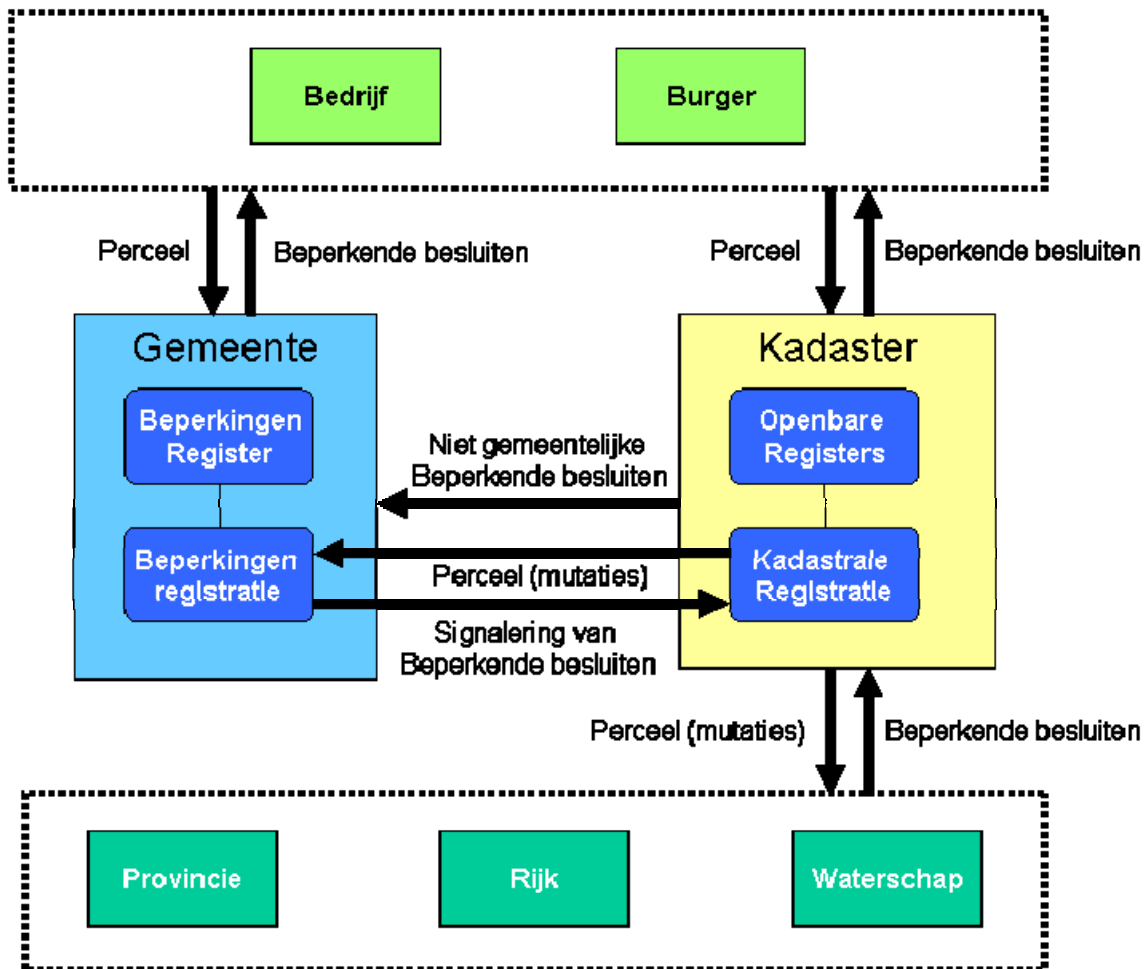 Bedrijf
Burger
Perceel
Beperkende besluiten
Perceel
Beperkende besluiten
Gemeente
Kadaster
Beperkingen
Register
Openbare
Registers
Niet gemeentelijke
Beperkende besluiten
Beperkingen
registratie
Kadastrale
Registratie
Perceel (mutaties)
Signalering van
Beperkende besluiten
Perceel (mutaties)
Beperkende besluiten
Provincie
Rijk
Waterschap